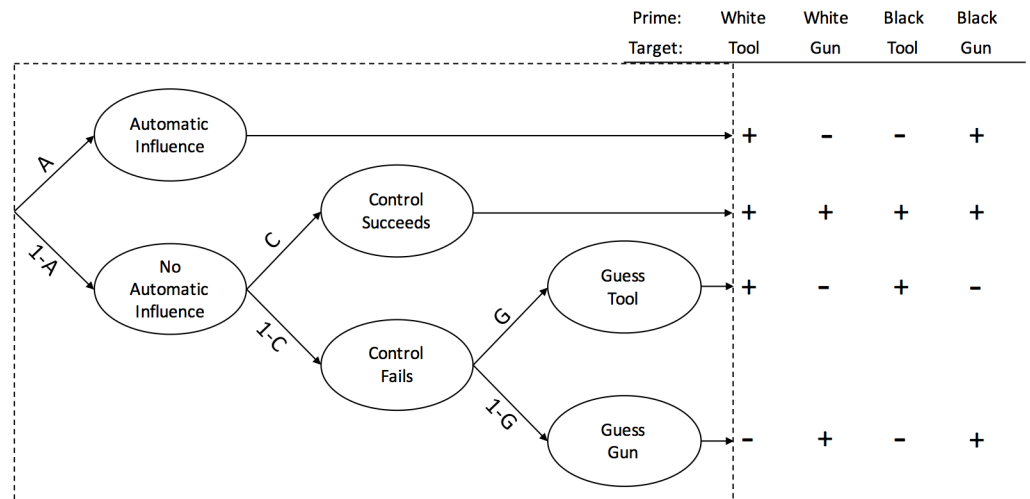 Prime: White White Black Black
Target: Tool Gun Tool Gun
Automatic
Influence
+ - - +
A
Control
Succeeds
+ + + +
C
1-A
No
Automatic
Influence
Guess
Tool
+ - + -
G
1-C
Control
Fails
1-G
Guess
Gun
- + - +